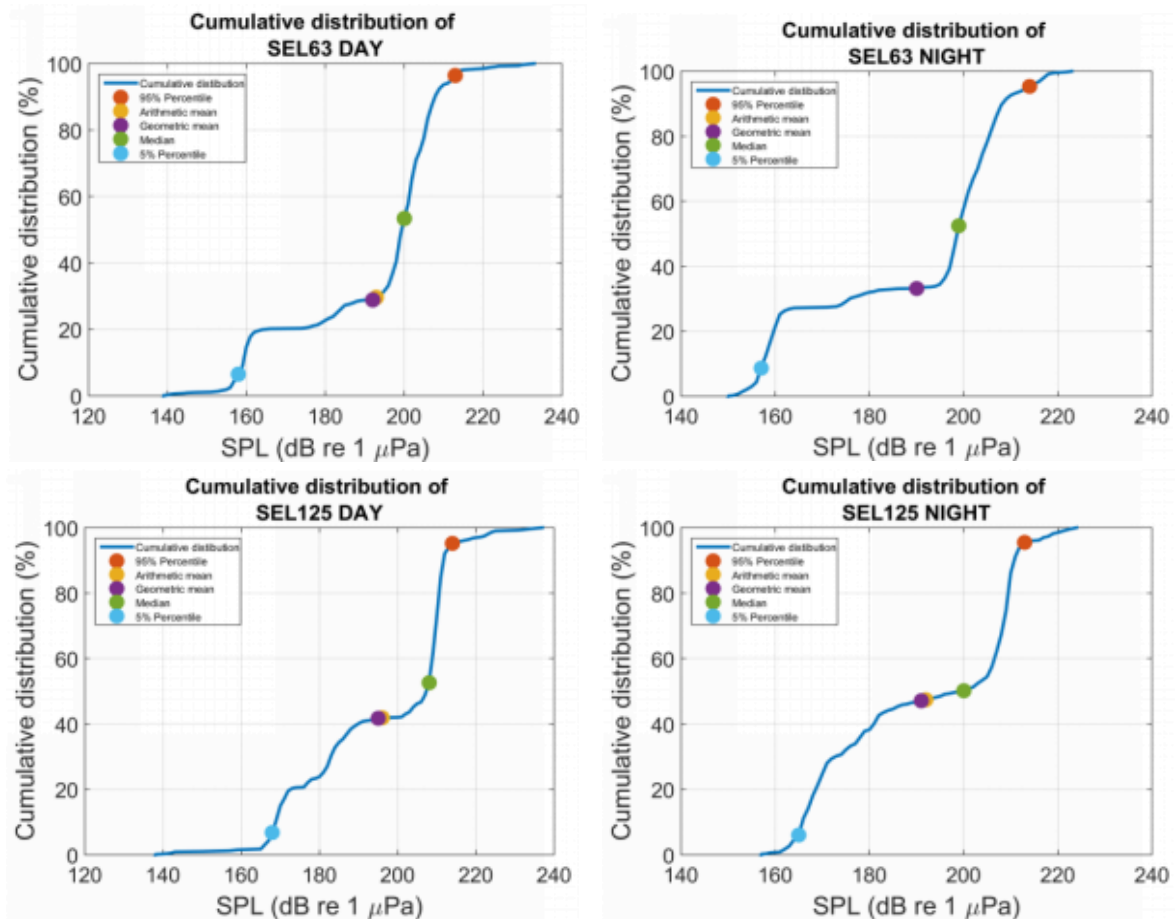 Cumulative distribution of
SEL63 DAY
Cumulative distribution (%)
100
80
60
40
20
0
Cumulative distibution
95% Percentile
Arithmetic mean
Geometric mean
Median
5% Percentile
120 140 160 180 200 220 240
SPL (dB re 1 μPa)
Cumulative distribution of
SEL63 NIGHT
Cumulative distribution (%)
100
80
60
40
20
0
Cumulative distibution
95% Percentile
Arithmetic mean
Geometric mean
Median
5% Percentile
140 160 180 200 220 240
SPL (dB re 1 μPa)
Cumulative distribution of
SEL125 DAY
Cumulative distribution (%)
100
80
60
40
20
0
Cumulative distibution
95% Percentile
Arithmetic mean
Geometric mean
Median
5% Percentile
120 140 160 180 200 220 240
SPL (dB re 1 μPa)
Cumulative distribution of
SEL125 NIGHT
Cumulative distribution (%)
100
80
60
40
20
0
Cumulative distibution
95% Percentile
Arithmetic mean
Geometric mean
Median
5% Percentile
140 160 180 200 220 240
SPL (dB re 1 μPa)